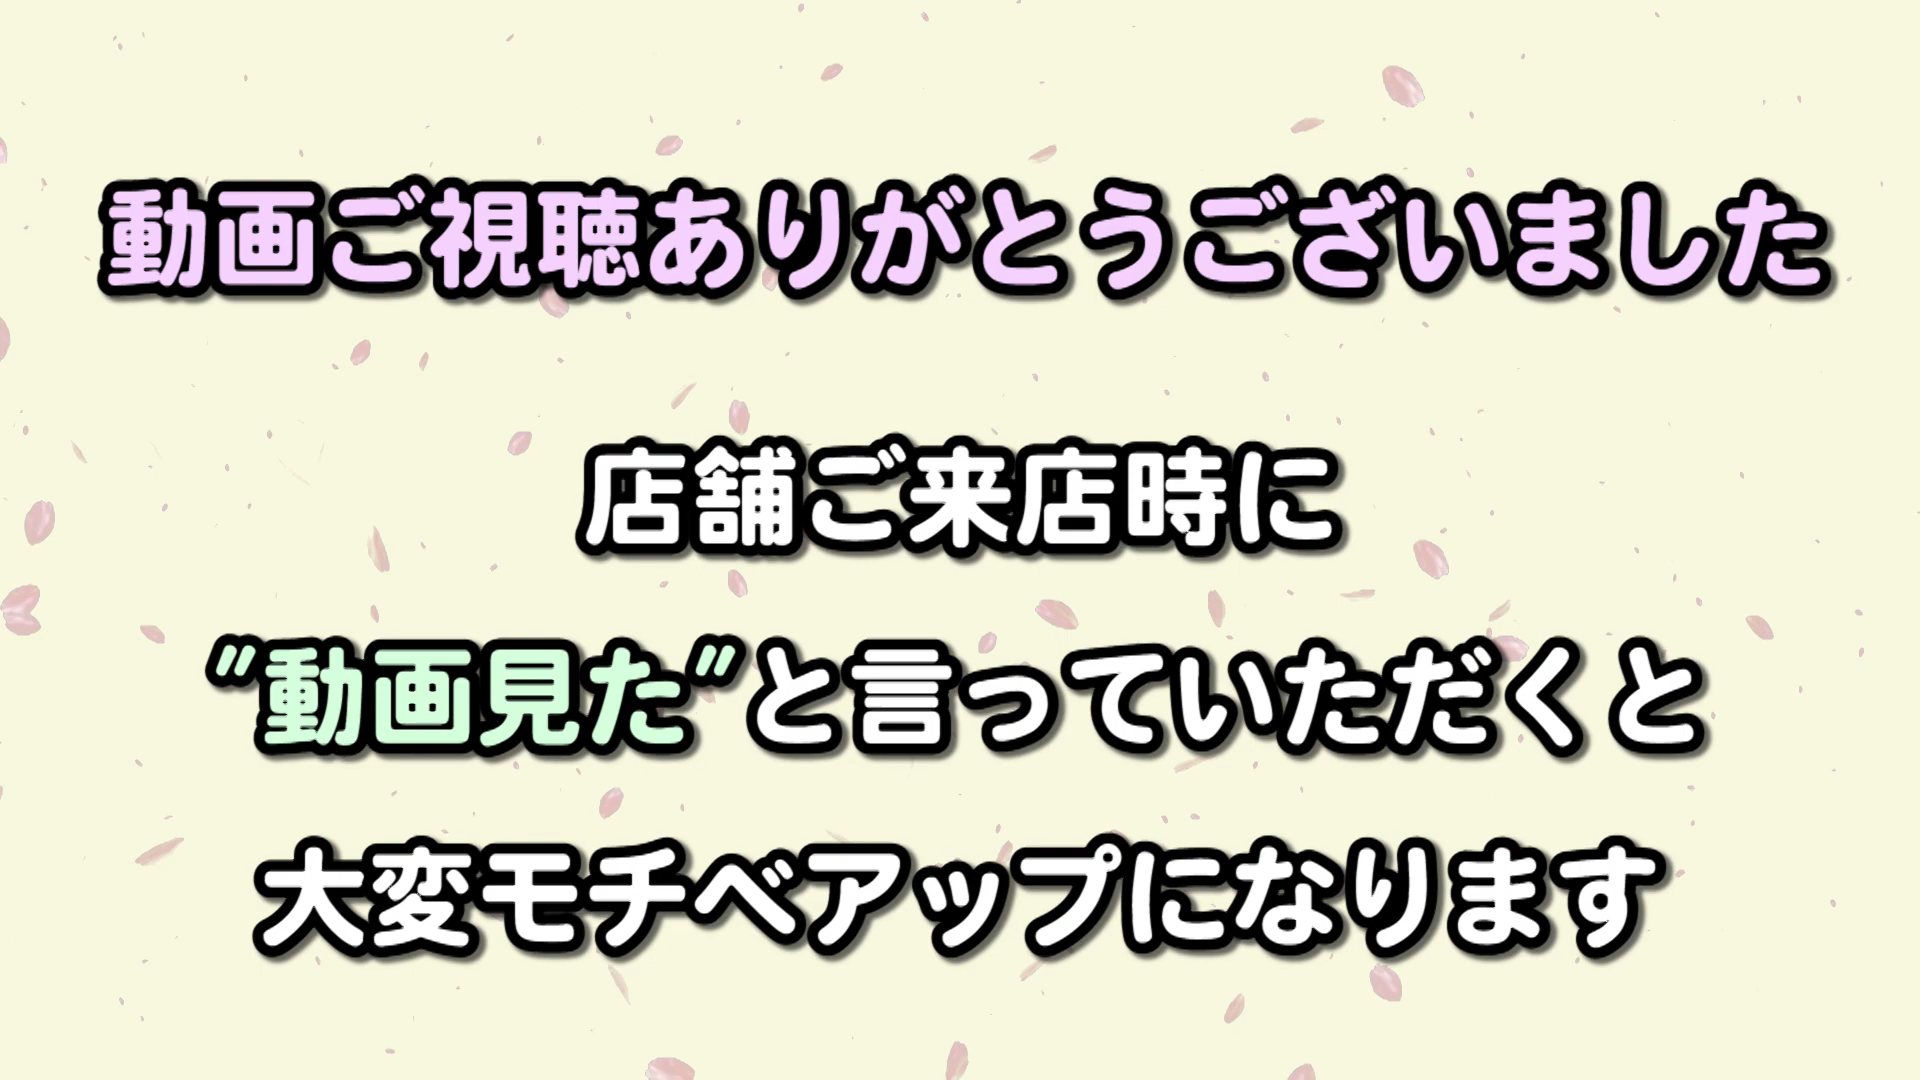 動画ご視聴ありがとうございました
店舗ご来店時に
"動画見た"と言っていただくと
大変モチベアップになります